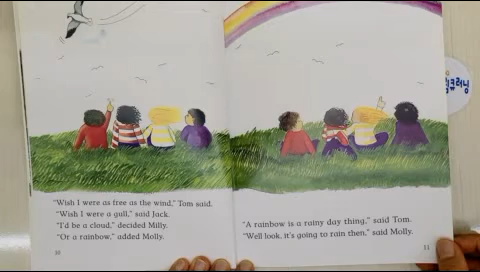 "Wish I were as free as the wind," Tom said.
"Wish I were a gull," said Jack.
"I'd be a cloud," decided Milly.
"Or a rainbow," added Molly.
10
"A rainbow is a rainy day thing," said Tom.
"Well look, it's going to rain then," said Molly.
11
러닝